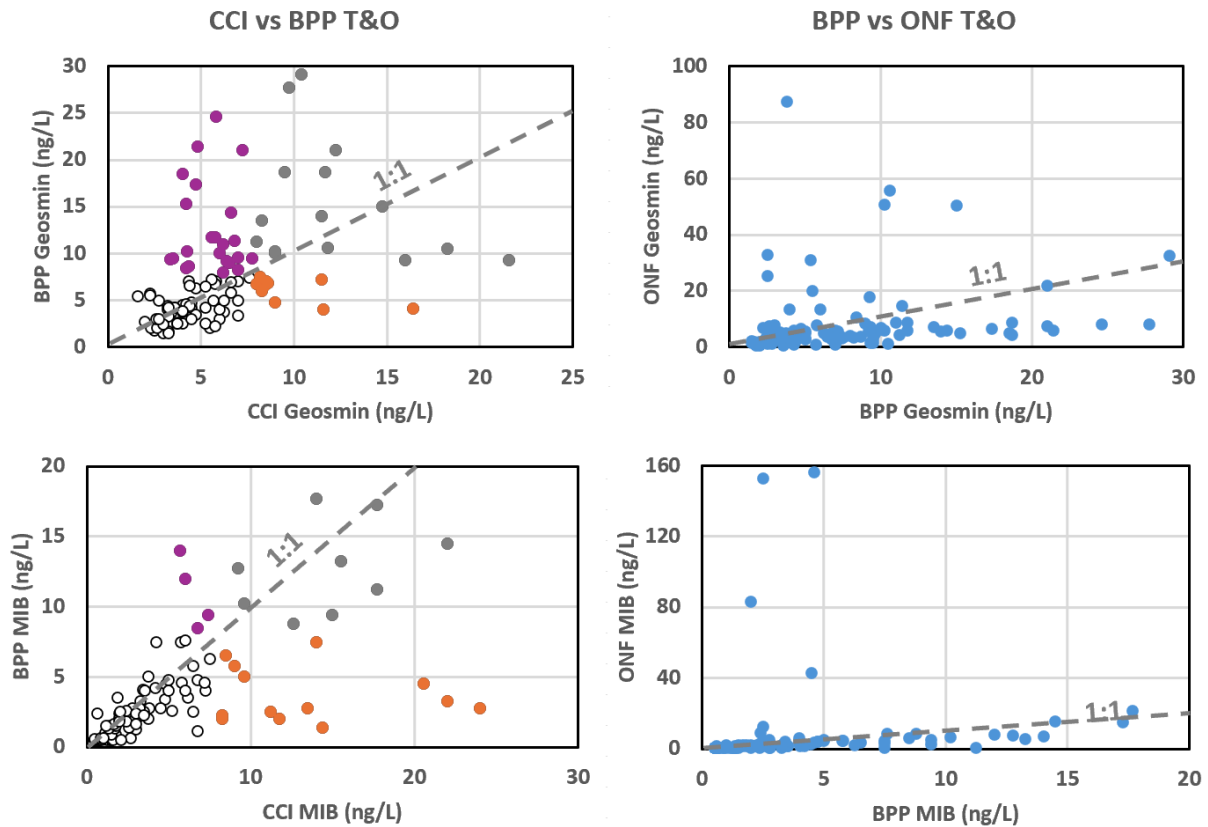 CCI vs BPP T&O
BPP vs ONF T&O
BPP Geosmin (ng/L)
30
25
20
15
10
5
0
1:1
0 5 10 15 20 25
CCI Geosmin (ng/L)
ONF Geosmin (ng/L)
100
80
60
40
20
0
1:1
0 10 20 30
BPP Geosmin (ng/L)
BPP MIB (ng/L)
20
15
10
5
0
1:1
0 10 20 30
CCI MIB (ng/L)
ONF MIB (ng/L)
160
120
80
40
0
1:1
0 5 10 15 20
BPP MIB (ng/L)